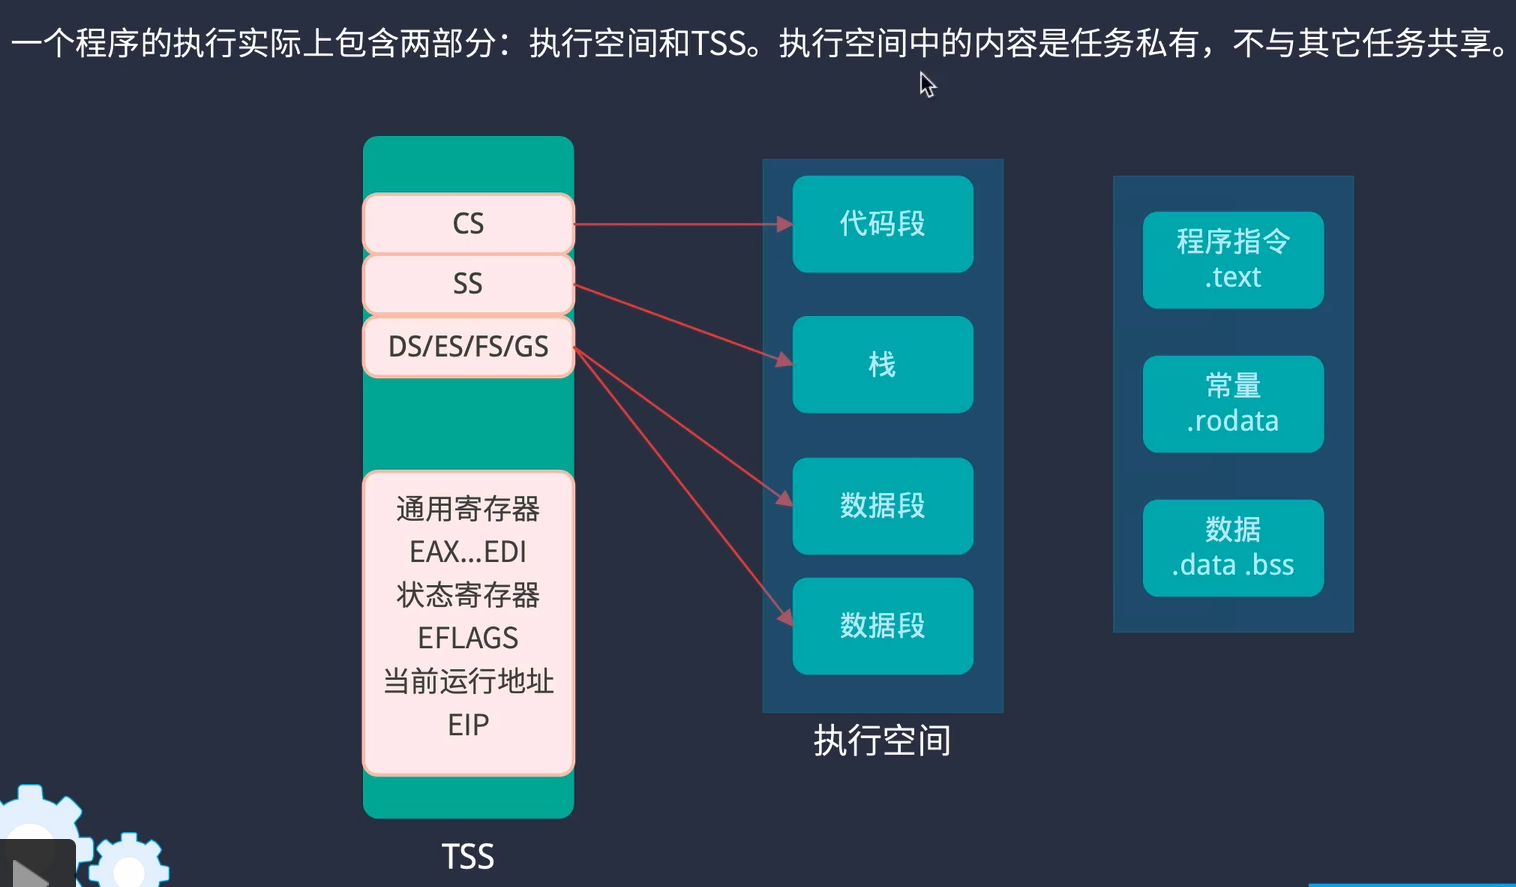 一个程序的执行实际上包含两部分：执行空间和TSS。执行空间中的内容是任务私有，不与其它任务共享。
CS
SS
DS/ES/FS/GS
通用寄存器
EAX...EDI
状态寄存器
EFLAGS
当前运行地址
EIP
TSS
代码段
栈
数据段
数据段
执行空间
程序指令
.text
常量
.rodata
数据
.data .bss